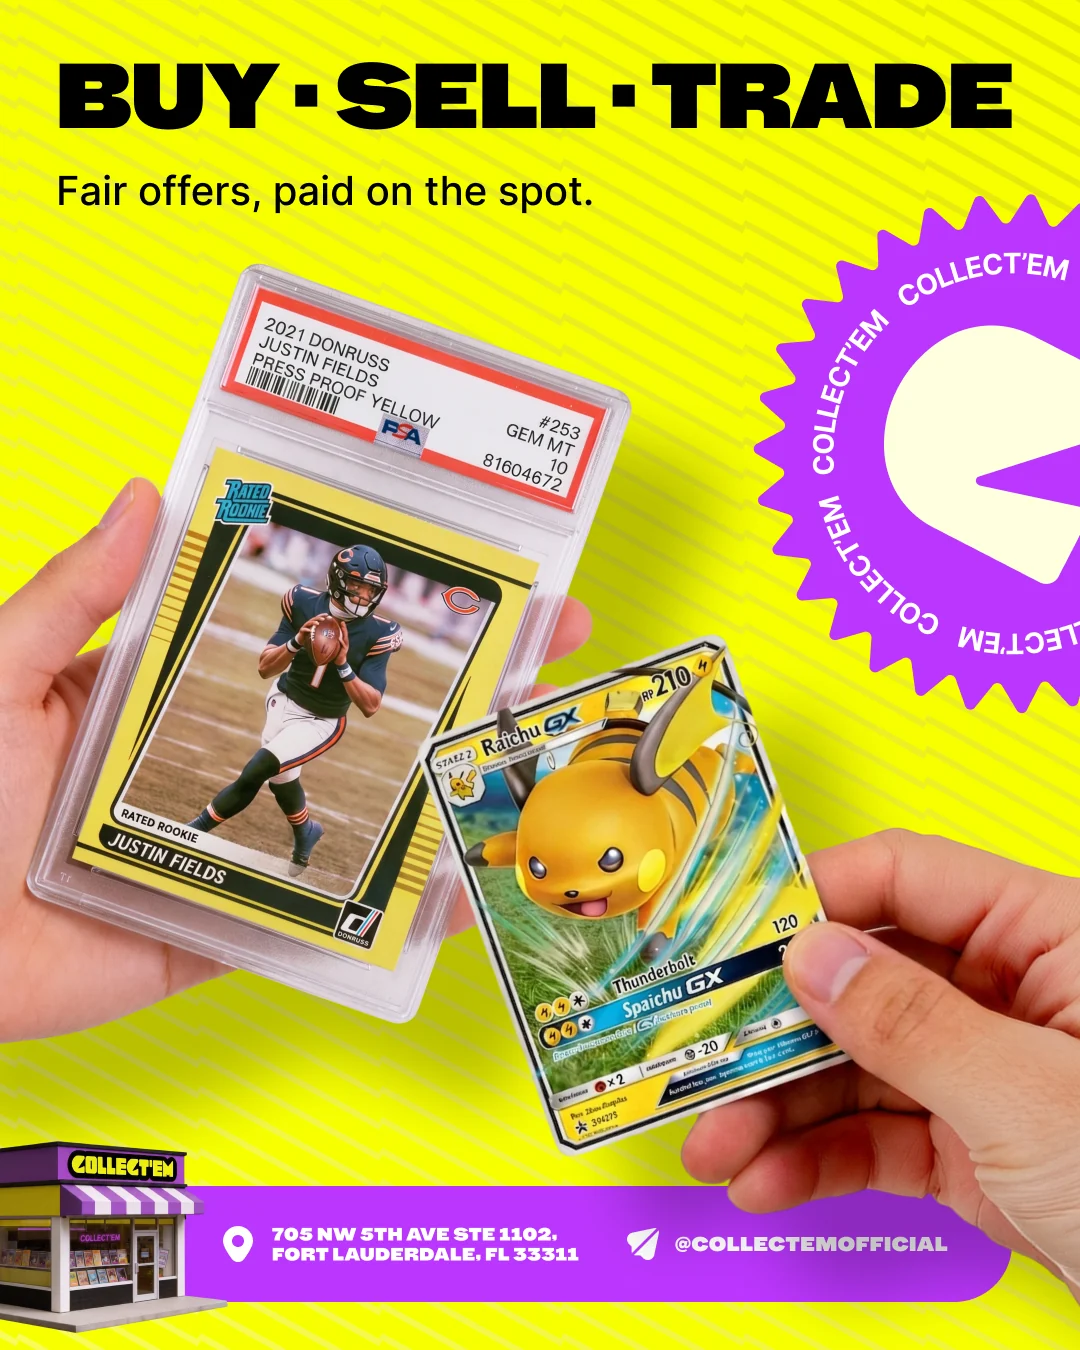 BUY · SELL · TRADE
Fair offers, paid on the spot.
COLLECT'EM
COLLECT'EM
COLLECT'EM
2021 DONRUSS
JUSTIN FIELDS
PRESS PROOF YELLOW
#253
GEM MT
10
81604672
PSA
RATED
ROOKIE
C
1
RATED ROOKIE
JUSTIN FIELDS
DONRUSS
Raichu GX
210
120
Thunderbolt
Spaichu GX
×2
-20
394275
COLLECT'EM
COLLECT'EM
705 NW 5TH AVE STE 1102,
FORT LAUDERDALE, FL 33311
@COLLECTEMOFFICIAL